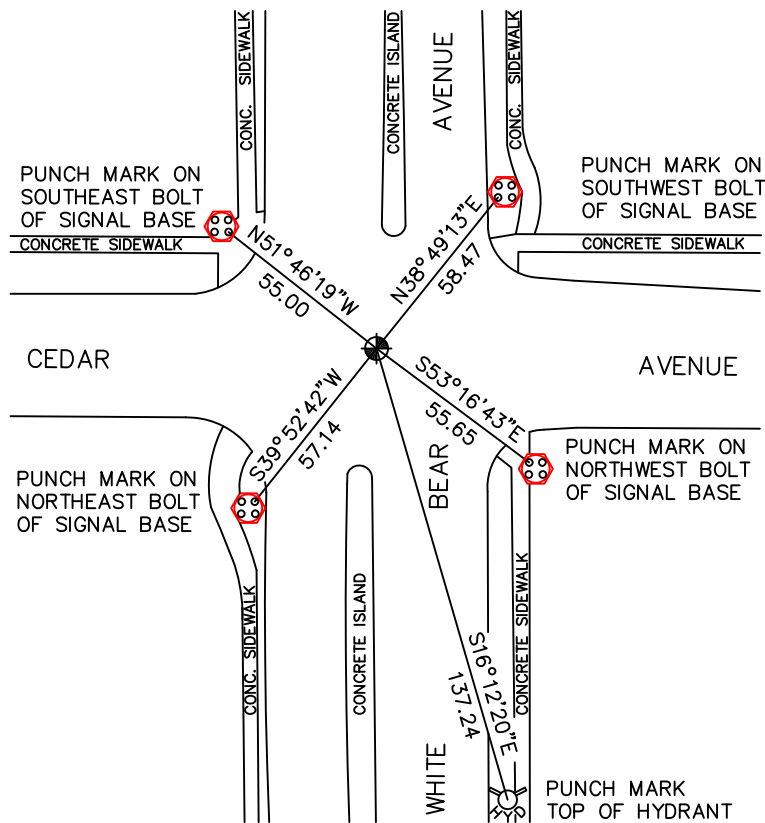 CONC. SIDEWALK
CONCRETE ISLAND
AVENUE
CONC. SIDEWALK
PUNCH MARK ON
SOUTHEAST BOLT
OF SIGNAL BASE
PUNCH MARK ON
SOUTHWEST BOLT
OF SIGNAL BASE
CONCRETE SIDEWALK
CONCRETE SIDEWALK
N51°46'19"W
55.00
N38°49'13"E
58.47
CEDAR
AVENUE
S39°52'42"W
57.14
S53°16'43"E
55.65
BEAR
PUNCH MARK ON
NORTHEAST BOLT
OF SIGNAL BASE
PUNCH MARK ON
NORTHWEST BOLT
OF SIGNAL BASE
CONC. SIDEWALK
CONCRETE ISLAND
CONCRETE SIDEWALK
S16°12'20"E
137.24
WHITE
HYD
PUNCH MARK
TOP OF HYDRANT